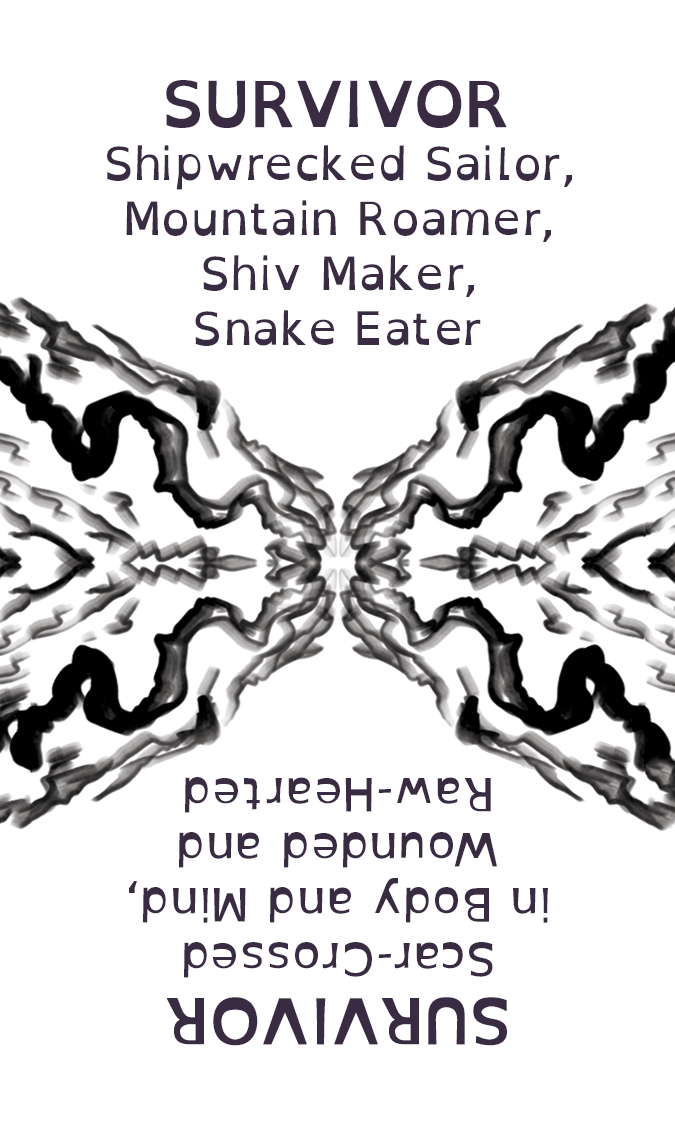 SURVIVOR
Shipwrecked Sailor,
Mountain Roamer,
Shiv Maker,
Snake Eater
SURVIVOR
Scar-Crossed
in Body and Mind,
Wounded and
Raw-Hearted